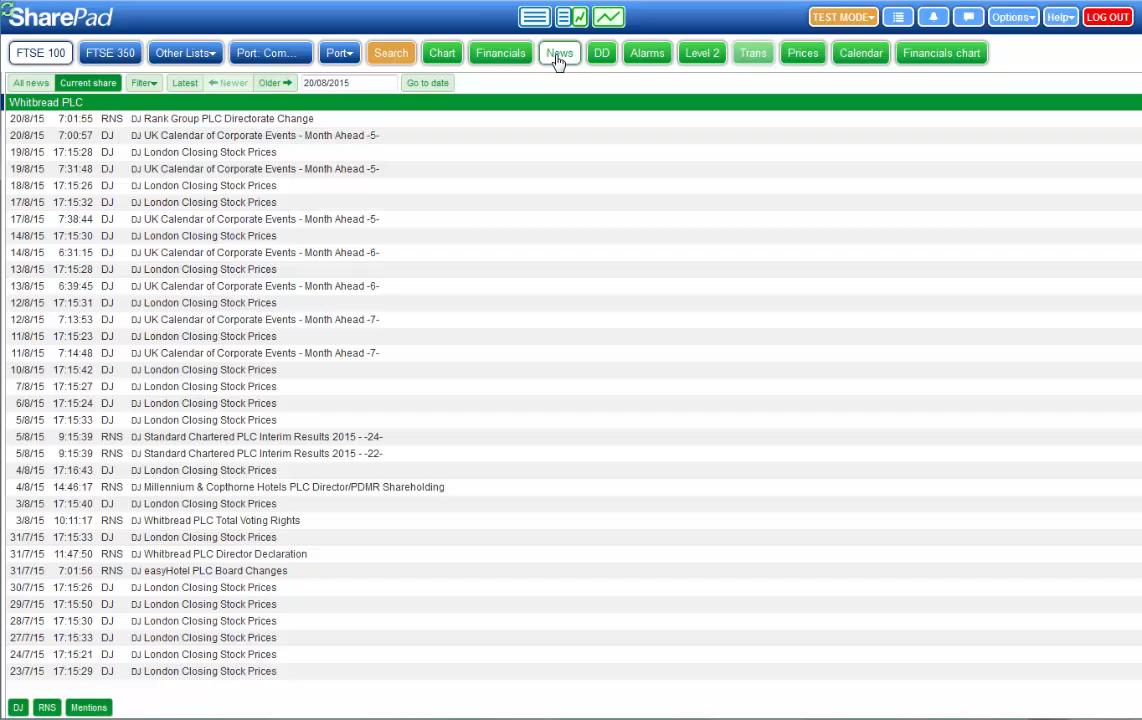 SharePad TEST MODE Options Help LOG OUT
FTSE 100 FTSE 350 Other Lists Port: Com... Port Search Chart Financials News DD Alarms Level 2 Trans Prices Calendar Financials chart
All news Current share Filter Latest Newer Older 20/08/2015 Go to date
Whitbread PLC
20/8/15 7:01:55 RNS DJ Rank Group PLC Directorate Change
20/8/15 7:00:57 DJ DJ UK Calendar of Corporate Events - Month Ahead -5-
19/8/15 17:15:28 DJ DJ London Closing Stock Prices
19/8/15 7:31:48 DJ DJ UK Calendar of Corporate Events - Month Ahead -5-
18/8/15 17:15:26 DJ DJ London Closing Stock Prices
17/8/15 17:15:32 DJ DJ London Closing Stock Prices
17/8/15 7:38:44 DJ DJ UK Calendar of Corporate Events - Month Ahead -5-
14/8/15 17:15:30 DJ DJ London Closing Stock Prices
14/8/15 6:31:15 DJ DJ UK Calendar of Corporate Events - Month Ahead -6-
13/8/15 17:15:28 DJ DJ London Closing Stock Prices
13/8/15 6:39:45 DJ DJ UK Calendar of Corporate Events - Month Ahead -6-
12/8/15 17:15:31 DJ DJ London Closing Stock Prices
12/8/15 7:13:53 DJ DJ UK Calendar of Corporate Events - Month Ahead -7-
11/8/15 17:15:23 DJ DJ London Closing Stock Prices
11/8/15 7:14:48 DJ DJ UK Calendar of Corporate Events - Month Ahead -7-
10/8/15 17:15:42 DJ DJ London Closing Stock Prices
7/8/15 17:15:27 DJ DJ London Closing Stock Prices
6/8/15 17:15:24 DJ DJ London Closing Stock Prices
5/8/15 17:15:33 DJ DJ London Closing Stock Prices
5/8/15 9:15:39 RNS DJ Standard Chartered PLC Interim Results 2015 - -24-
5/8/15 9:15:39 RNS DJ Standard Chartered PLC Interim Results 2015 - -22-
4/8/15 17:16:43 DJ DJ London Closing Stock Prices
4/8/15 14:46:17 RNS DJ Millennium & Copthorne Hotels PLC Director/PDMR Shareholding
3/8/15 17:15:40 DJ DJ London Closing Stock Prices
3/8/15 10:11:17 RNS DJ Whitbread PLC Total Voting Rights
31/7/15 17:15:33 DJ DJ London Closing Stock Prices
31/7/15 11:47:50 RNS DJ Whitbread PLC Director Declaration
31/7/15 7:01:56 RNS DJ easyHotel PLC Board Changes
30/7/15 17:15:26 DJ DJ London Closing Stock Prices
29/7/15 17:15:50 DJ DJ London Closing Stock Prices
28/7/15 17:15:30 DJ DJ London Closing Stock Prices
27/7/15 17:15:33 DJ DJ London Closing Stock Prices
24/7/15 17:15:21 DJ DJ London Closing Stock Prices
23/7/15 17:15:29 DJ DJ London Closing Stock Prices
DJ RNS Mentions